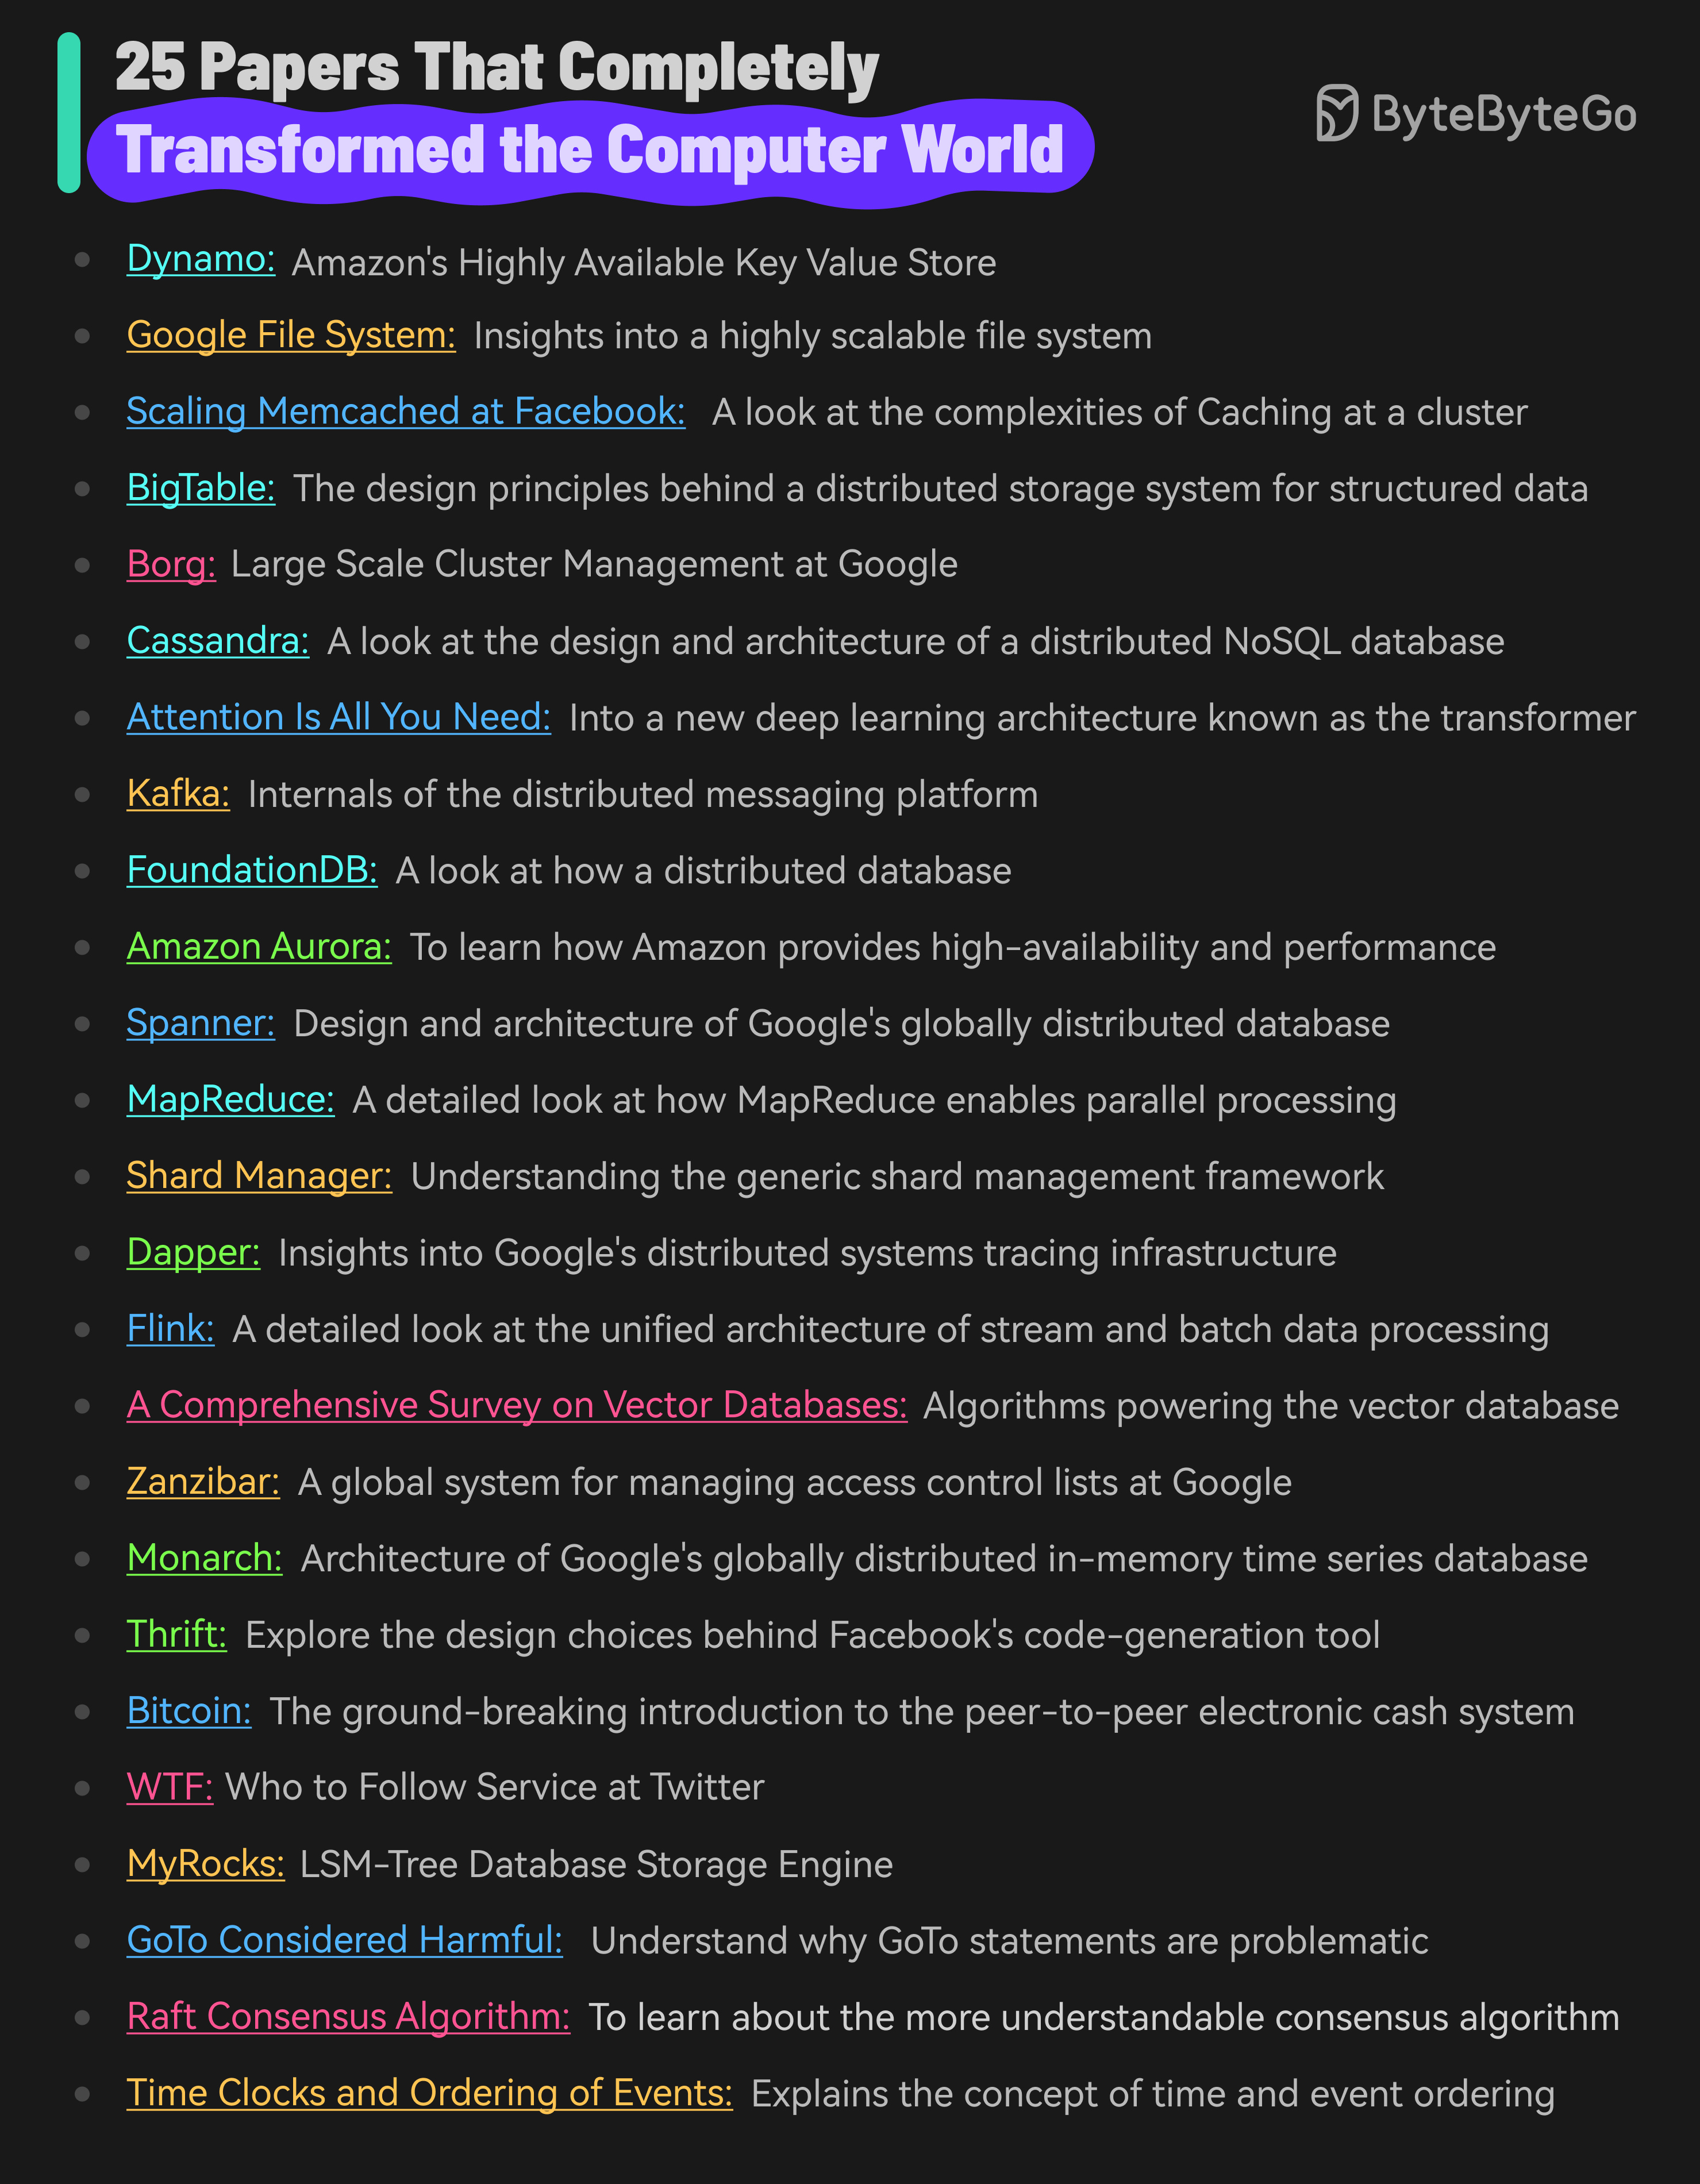 25 Papers That Completely
Transformed the Computer World
ByteByteGo
Dynamo: Amazon's Highly Available Key Value Store
Google File System: Insights into a highly scalable file system
Scaling Memcached at Facebook: A look at the complexities of Caching at a cluster
BigTable: The design principles behind a distributed storage system for structured data
Borg: Large Scale Cluster Management at Google
Cassandra: A look at the design and architecture of a distributed NoSQL database
Attention Is All You Need: Into a new deep learning architecture known as the transformer
Kafka: Internals of the distributed messaging platform
FoundationDB: A look at how a distributed database
Amazon Aurora: To learn how Amazon provides high-availability and performance
Spanner: Design and architecture of Google's globally distributed database
MapReduce: A detailed look at how MapReduce enables parallel processing
Shard Manager: Understanding the generic shard management framework
Dapper: Insights into Google's distributed systems tracing infrastructure
Flink: A detailed look at the unified architecture of stream and batch data processing
A Comprehensive Survey on Vector Databases: Algorithms powering the vector database
Zanzibar: A global system for managing access control lists at Google
Monarch: Architecture of Google's globally distributed in-memory time series database
Thrift: Explore the design choices behind Facebook's code-generation tool
Bitcoin: The ground-breaking introduction to the peer-to-peer electronic cash system
WTF: Who to Follow Service at Twitter
MyRocks: LSM-Tree Database Storage Engine
GoTo Considered Harmful: Understand why GoTo statements are problematic
Raft Consensus Algorithm: To learn about the more understandable consensus algorithm
Time Clocks and Ordering of Events: Explains the concept of time and event ordering